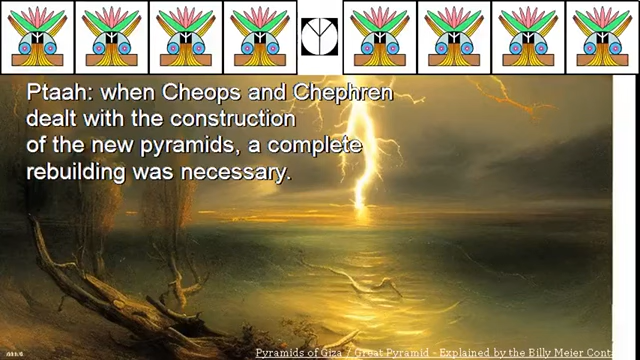 Ptaah: when Cheops and Chephren
dealt with the construction
of the new pyramids, a complete
rebuilding was necessary.
Pyramids of Giza / Great Pyramid - Explained by the Billy Meier Cont